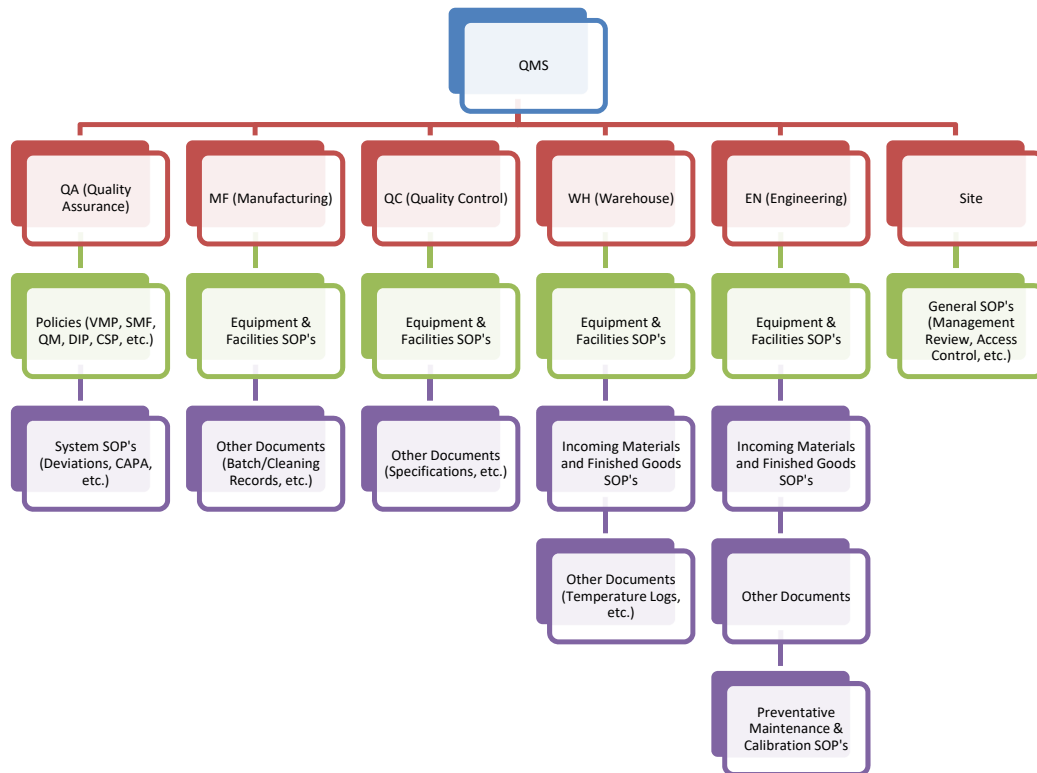 QMS
QA (Quality
Assurance)
MF (Manufacturing)
QC (Quality Control)
WH (Warehouse)
EN (Engineering)
Site
Policies (VMP, SMF,
QM, DIP, CSP, etc.)
Equipment &
Facilities SOP's
Equipment &
Facilities SOP's
Equipment &
Facilities SOP's
Equipment &
Facilities SOP's
General SOP's
(Management
Review, Access
Control, etc.)
System SOP's
(Deviations, CAPA,
etc.)
Other Documents
(Batch/Cleaning
Records, etc.)
Other Documents
(Specifications, etc.)
Incoming Materials
and Finished Goods
SOP's
Incoming Materials
and Finished Goods
SOP's
Other Documents
(Temperature Logs,
etc.)
Other Documents
Preventative
Maintenance &
Calibration SOP's